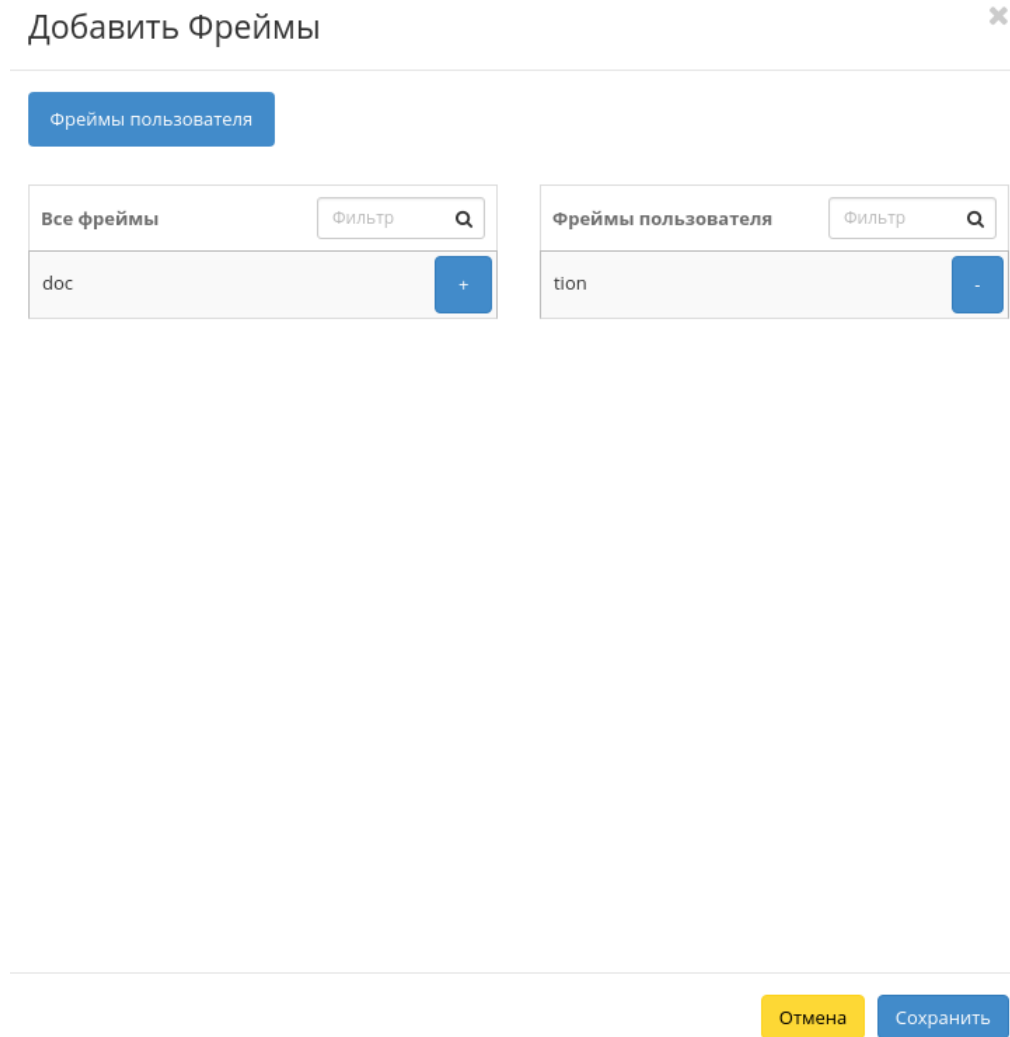 Добавить Фреймы
Фреймы пользователя
Все фреймы Фильтр
Фреймы пользователя Фильтр
doc +
tion -
Отмена Сохранить